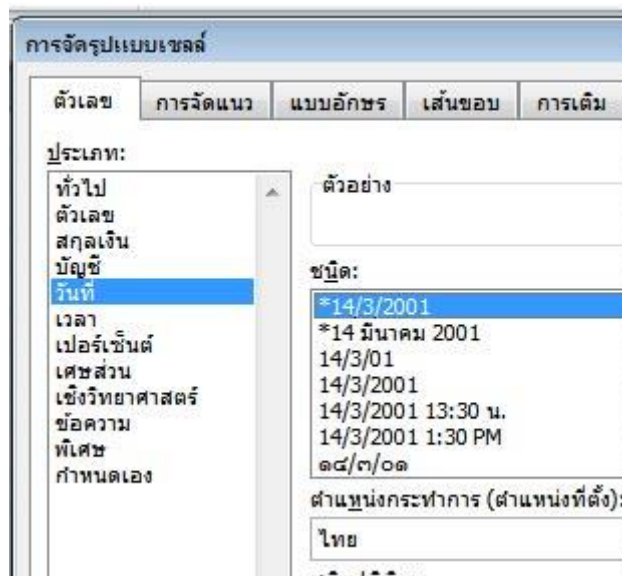 การจัดรูปแบบเซลล์
ตัวเลข การจัดแนว แบบอักษร เส้นขอบ การเติม
ประเภท:
ทั่วไป
ตัวเลข
สกุลเงิน
บัญชี
วันที่
เวลา
เปอร์เซ็นต์
เศษส่วน
เชิงวิทยาศาสตร์
ข้อความ
พิเศษ
กำหนดเอง
ตัวอย่าง
ชนิด:
*14/3/2001
*14 มีนาคม 2001
14/3/01
14/3/2001
14/3/2001 13:30 น.
14/3/2001 1:30 PM
๑๔/๓/๐๑
ตำแหน่งกระทำการ (ตำแหน่งที่ตั้ง):
ไทย